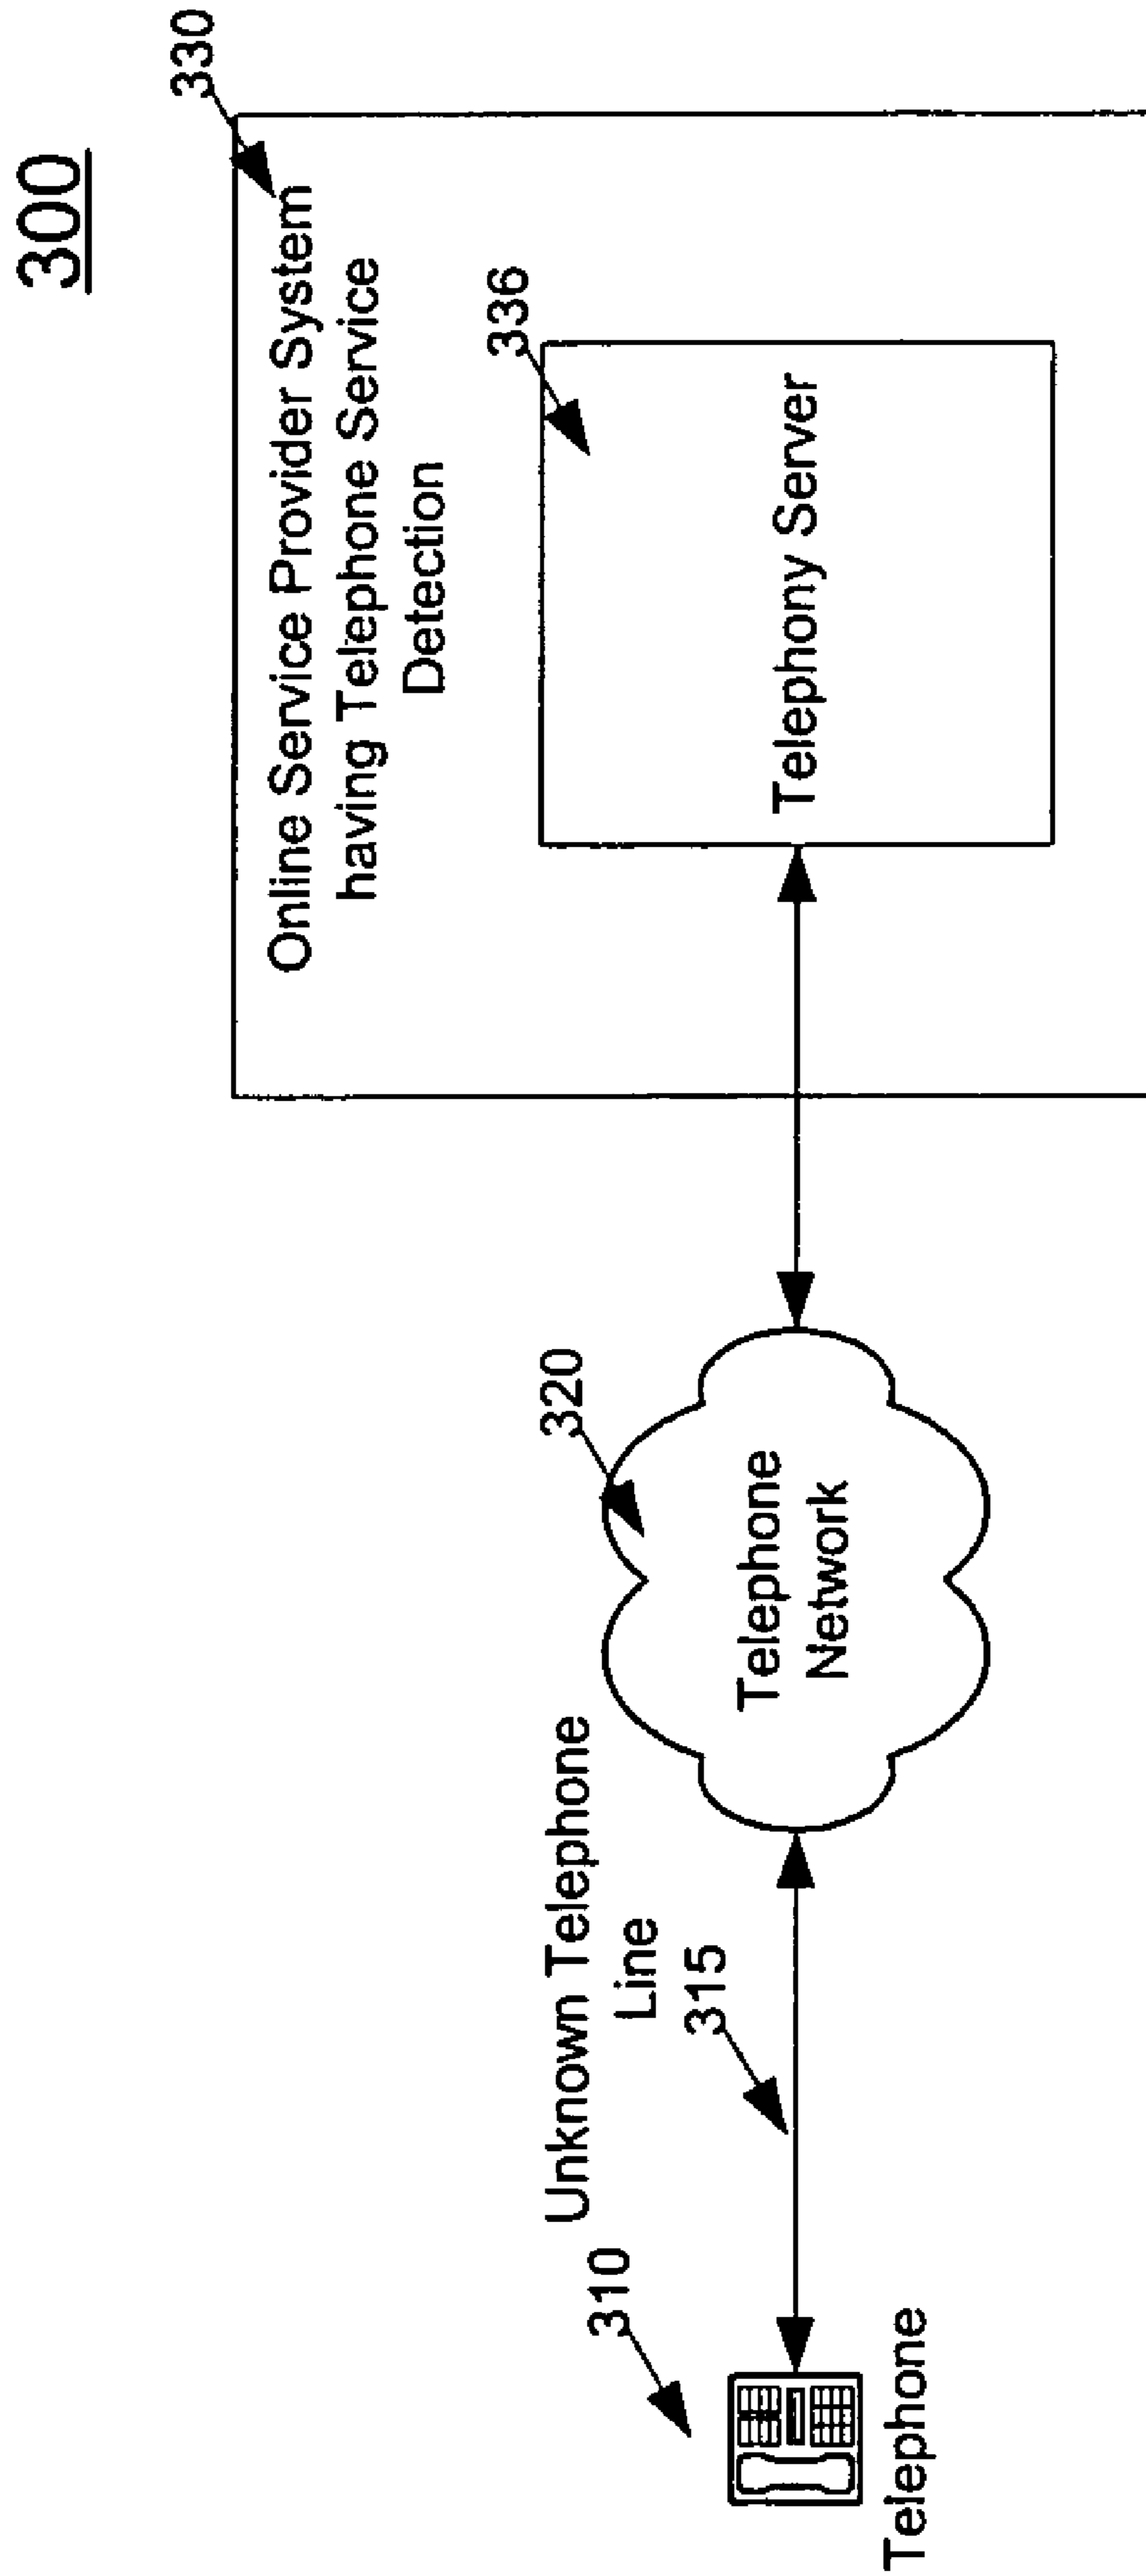 300
330
Online Service Provider System
having Telephone Service
Detection
336
Telephony Server
320
Telephone
Network
Unknown Telephone
Line
315
310
Telephone